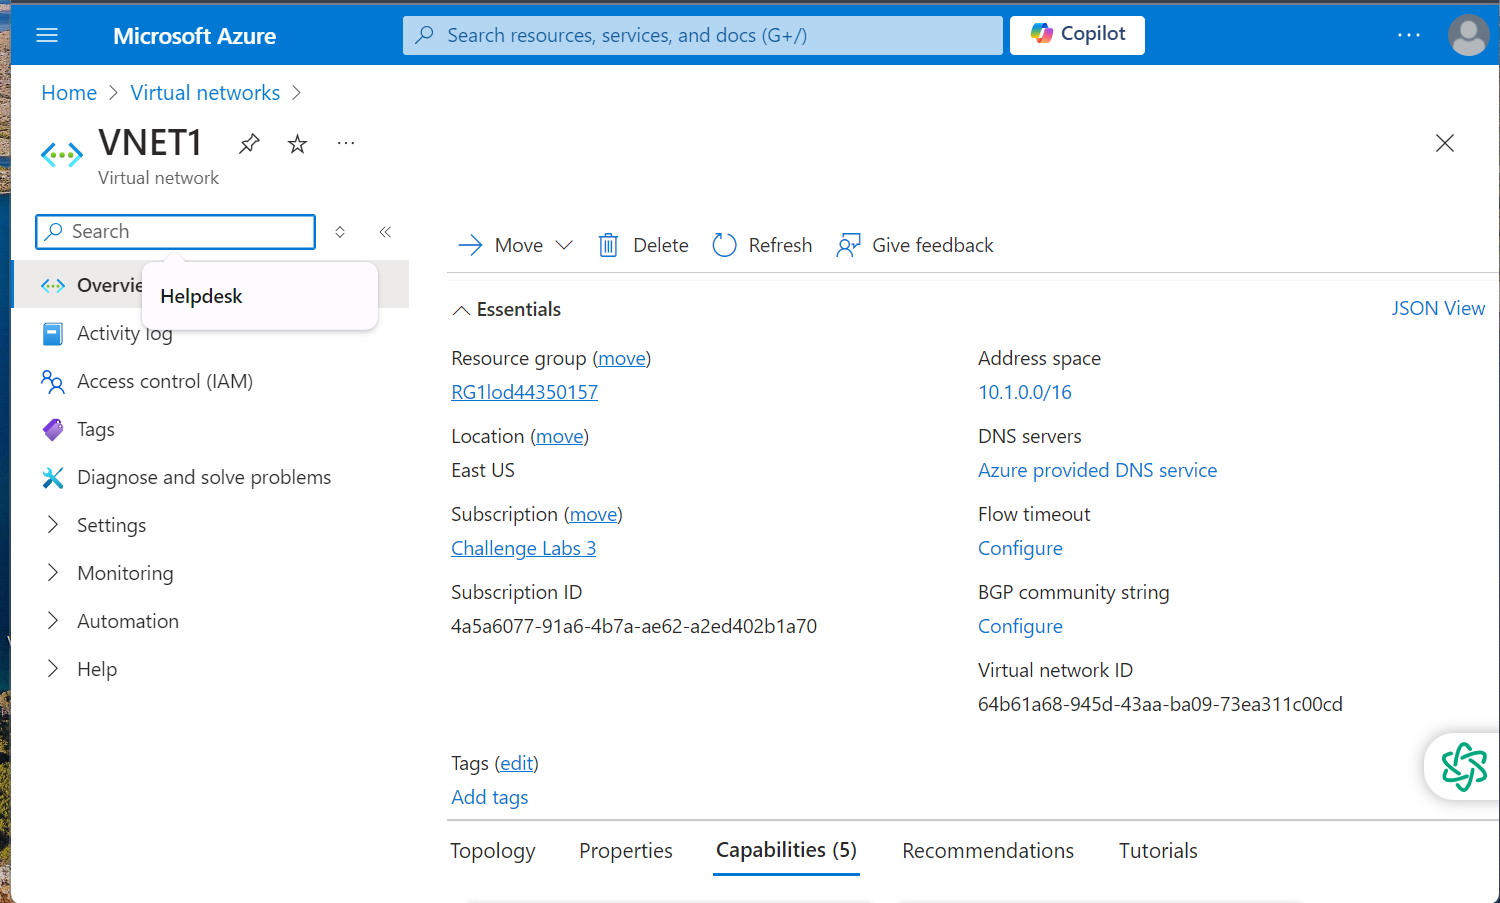 Microsoft Azure
Search resources, services, and docs (G+/)
Copilot
Home
Virtual networks
VNET1
Virtual network
Search
Move
Delete
Refresh
Give feedback
Overvie
Helpdesk
Activity log
Access control (IAM)
Tags
Diagnose and solve problems
Settings
Monitoring
Automation
Help
Essentials
JSON View
Resource group (move)
RG1lod44350157
Location (move)
East US
Subscription (move)
Challenge Labs 3
Subscription ID
4a5a6077-91a6-4b7a-ae62-a2ed402b1a70
Address space
10.1.0.0/16
DNS servers
Azure provided DNS service
Flow timeout
Configure
BGP community string
Configure
Virtual network ID
64b61a68-945d-43aa-ba09-73ea311c00cd
Tags (edit)
Add tags
Topology
Properties
Capabilities (5)
Recommendations
Tutorials